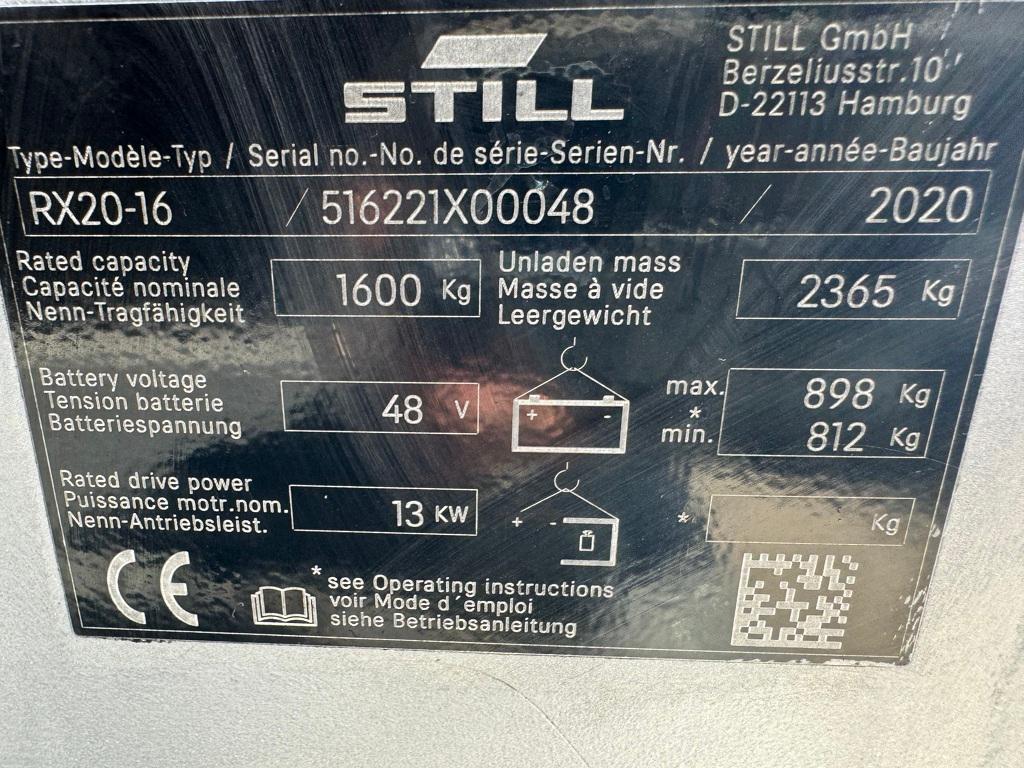 STILL
STILL GmbH
Berzeliusstr.10
D-22113 Hamburg
Type-Modèle-Typ / Serial no.-No. de série-Serien-Nr. / year-année-Baujahr
RX20-16 / 516221X00048 / 2020
Rated capacity
Capacité nominale
Nenn-Tragfähigkeit
1600 Kg
Unladen mass
Masse à vide
Leergewicht
2365 Kg
Battery voltage
Tension batterie
Batteriespannung
48 V
+ -
max. 898 Kg
*
min. 812 Kg
Rated drive power
Puissance motr.nom.
Nenn-Antriebsleist.
13 KW
+ -
* Kg
CE
* see Operating instructions
voir Mode d´emploi
siehe Betriebsanleitung